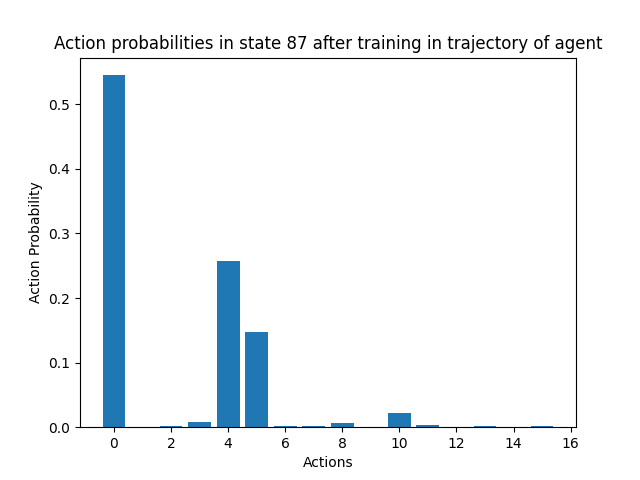 Action probabilities in state 87 after training in trajectory of agent
Action Probability
0.5
0.4
0.3
0.2
0.1
0.0
0 2 4 6 8 10 12 14 16
Actions